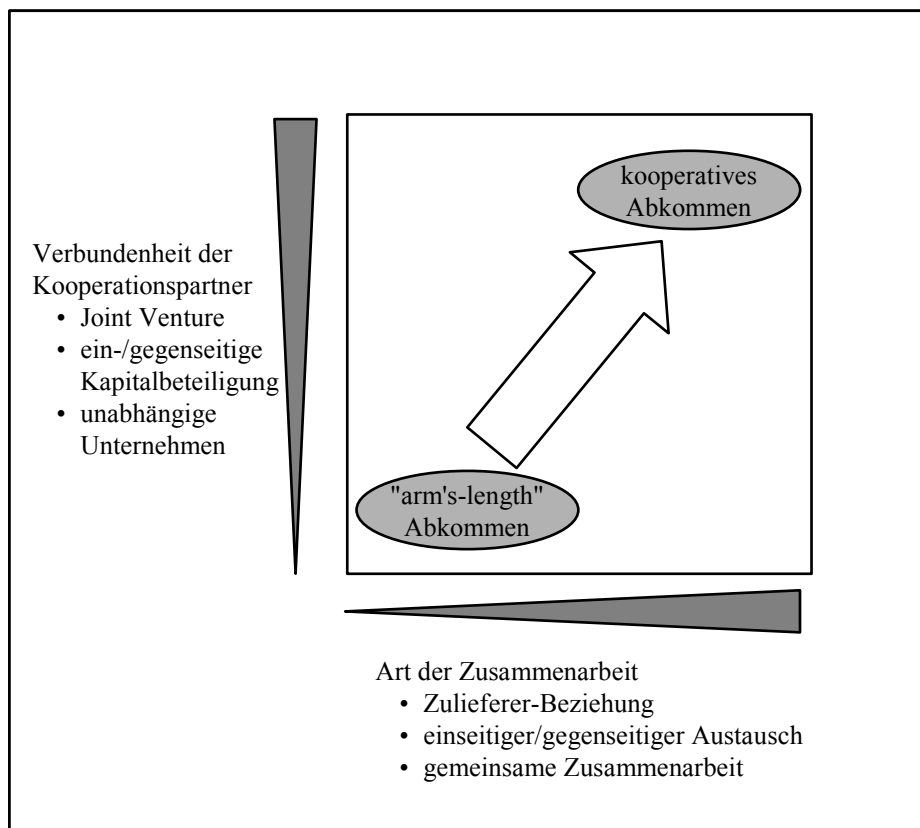 kooperatives
Abkommen
Verbundenheit der
Kooperationspartner
• Joint Venture
• ein-/gegenseitige
Kapitalbeteiligung
• unabhängige
Unternehmen
"arm's-length"
Abkommen
Art der Zusammenarbeit
• Zulieferer-Beziehung
• einseitiger/gegenseitiger Austausch
• gemeinsame Zusammenarbeit